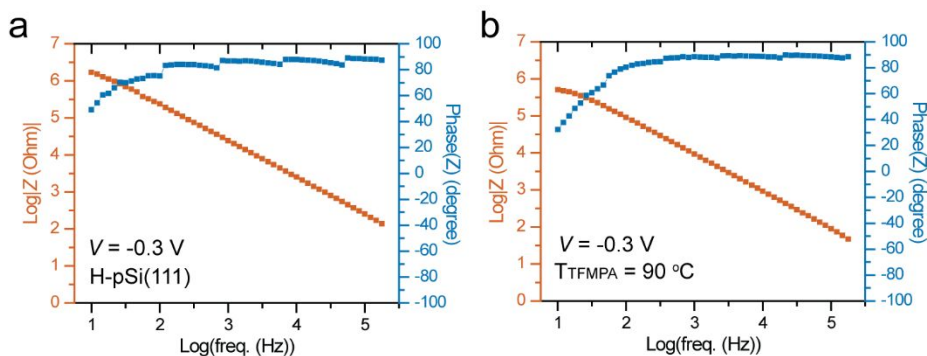 a
7
6
5
4
3
2
1
0
Log|Z (Ohm)|
100
80
60
40
20
0
-20
-40
-60
-80
-100
Phase(Z) (degree)
V = -0.3 V
H-pSi(111)
1 2 3 4 5
Log(freq. (Hz))
b
7
6
5
4
3
2
1
0
Log|Z (Ohm)|
100
80
60
40
20
0
-20
-40
-60
-80
-100
Phase(Z) (degree)
V = -0.3 V
TTFMPA = 90 °C
1 2 3 4 5
Log(freq. (Hz))